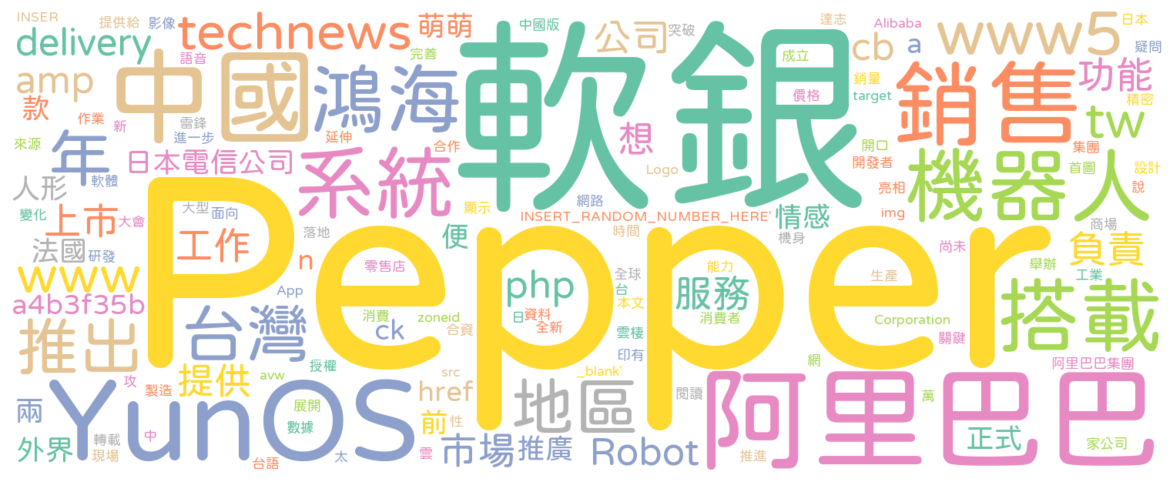 INSER 提供給 影像 technews 萌萌 中國版 公司 突破 達志 Alibaba www5 日本
delivery 語音 完善 成立 cb a 疑問
amp 中國 鴻海 軟銀 銷量 銷售 功能
款 作業 新 雷鋒 延伸 合作 想 價格 target 精密
來源 年 進一步 日本電信公司 系統 開口 集團 tw
人形 軟體 Logo 開發者 機器人 首圖 設計
變化 上市 大會 大型 面向 顯示 網路 亮相 說
INSERT_RANDOM_NUMBER_HERE' 情感 img 商場
法國 研發 工作 落地 便 時間 機身 尚未 負責
www n 零售店 全球 能力 生產 舉辦 工業
a4b3f35b App Pepper php 台 本文 服務 搭載
台灣 消費 ck zoneid 日 資料 全新 消費者 Corporation
推出 合資 雲棲 關鍵
授權 印有 網 阿里巴巴集團
攻 製造 提供 avw src _blank'
兩 YunOS 展開 href 地區 閱讀 阿里巴巴 萬
前 性 數據
外界 轉載 中 市場 推廣 Robot 正式 家公司
現場 台語 太 雲 推進